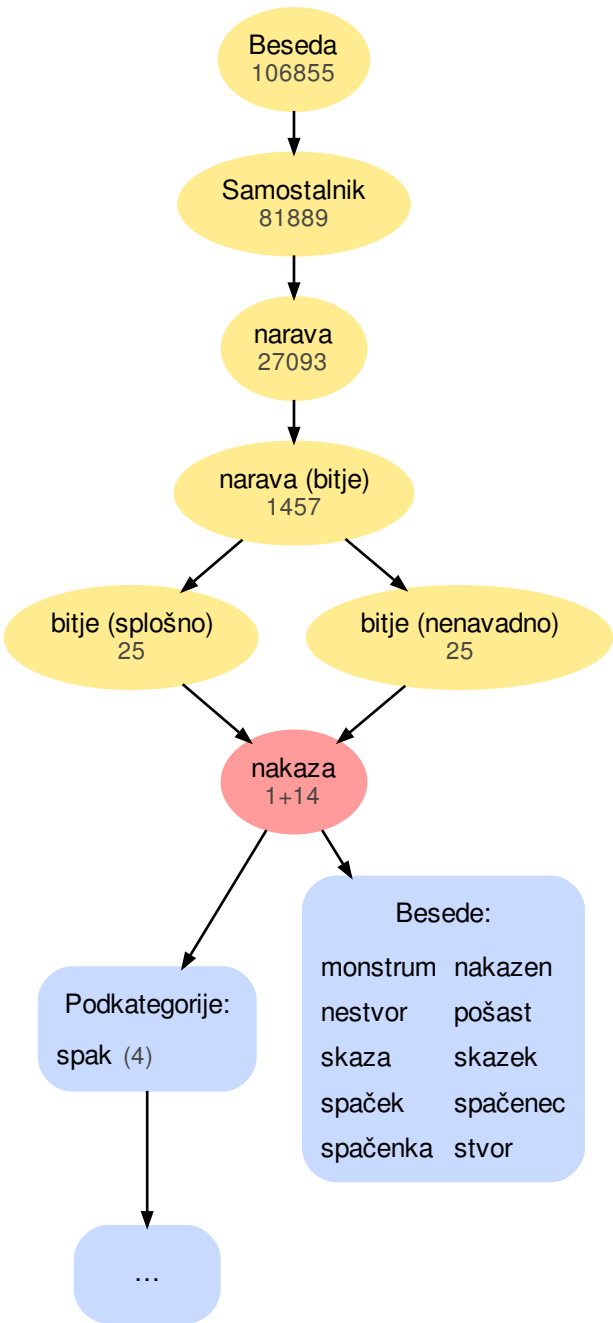 Beseda
106855
Samostalnik
81889
narava
27093
narava (bitje)
1457
bitje (splošno)
25
bitje (nenavadno)
25
nakaza
1+14
Besede:
monstrum nakazen
nestvor pošast
skaza skazek
spaček spačenec
spačenka stvor
Podkategorije:
spak (4)
...